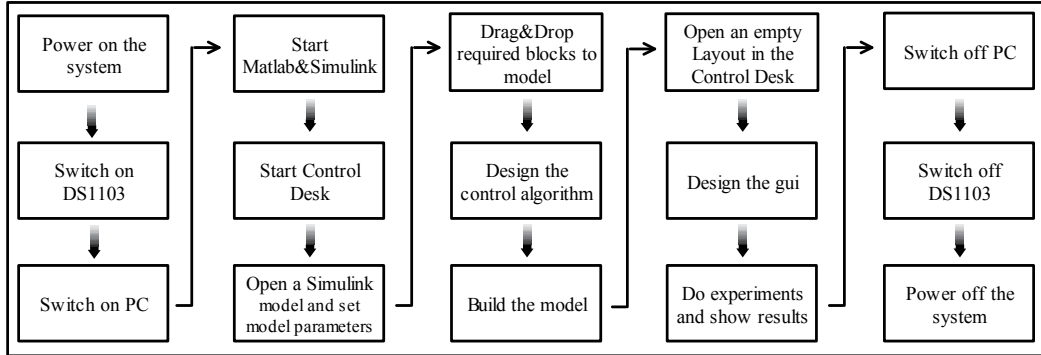 Power on the
system
Switch on
DS1103
Switch on PC
Start
Matlab&Simulink
Start Control
Desk
Open a Simulink
model and set
model parameters
Drag&Drop
required blocks to
model
Design the
control algorithm
Build the model
Open an empty
Layout in the
Control Desk
Design the gui
Do experiments
and show results
Switch off PC
Switch off
DS1103
Power off the
system